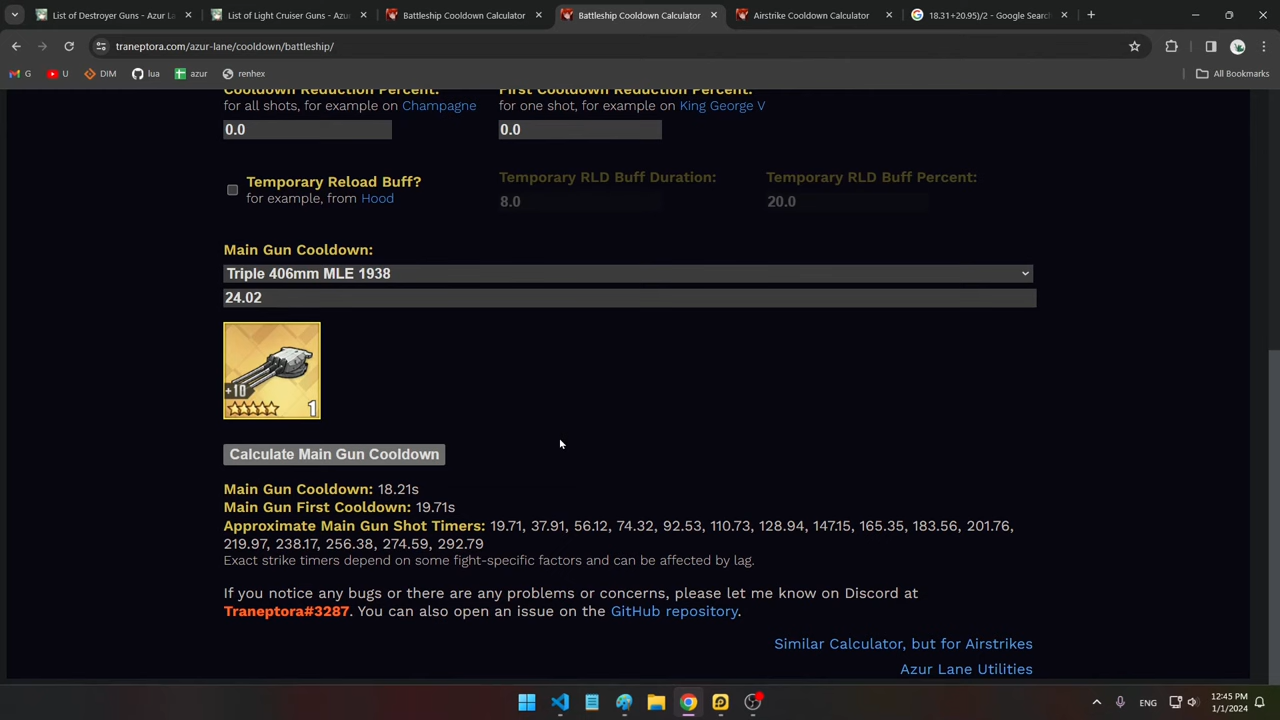 List of Destroyer Guns - Azur La
List of Light Cruiser Guns - Azu
Battleship Cooldown Calculator
Battleship Cooldown Calculator
Airstrike Cooldown Calculator
18.31+20.95)/2 - Google Search
traneptora.com/azur-lane/cooldown/battleship/
G
U
DIM
lua
azur
renhex
All Bookmarks
Cooldown Reduction Percent:
First Cooldown Reduction Percent:
for all shots, for example on Champagne
for one shot, for example on King George V
0.0
0.0
Temporary Reload Buff?
for example, from Hood
Temporary RLD Buff Duration:
Temporary RLD Buff Percent:
8.0
20.0
Main Gun Cooldown:
Triple 406mm MLE 1938
24.02
+10
1
Calculate Main Gun Cooldown
Main Gun Cooldown: 18.21s
Main Gun First Cooldown: 19.71s
Approximate Main Gun Shot Timers: 19.71, 37.91, 56.12, 74.32, 92.53, 110.73, 128.94, 147.15, 165.35, 183.56, 201.76,
219.97, 238.17, 256.38, 274.59, 292.79
Exact strike timers depend on some fight-specific factors and can be affected by lag.
If you notice any bugs or there are any problems or concerns, please let me know on Discord at
Traneptora#3287. You can also open an issue on the GitHub repository.
Similar Calculator, but for Airstrikes
Azur Lane Utilities
ENG
12:45 PM
1/1/2024